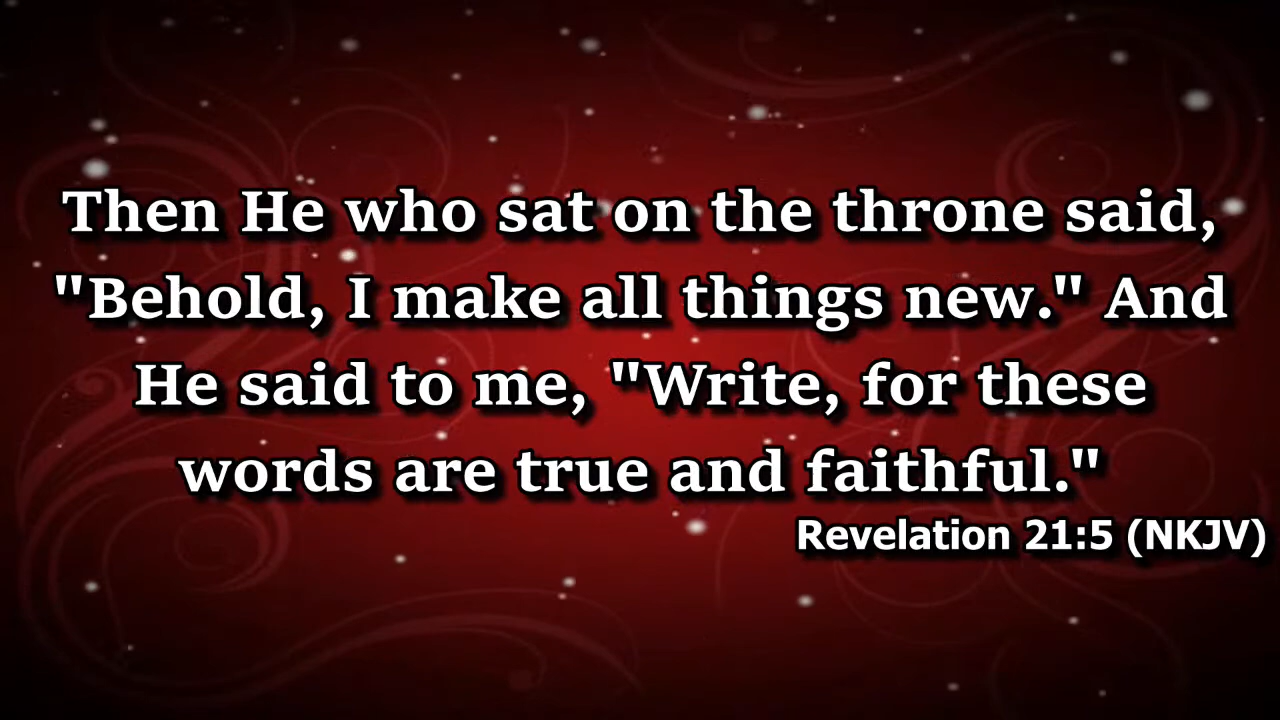 Then He who sat on the throne said,
"Behold, I make all things new." And
He said to me, "Write, for these
words are true and faithful."
Revelation 21:5 (NKJV)